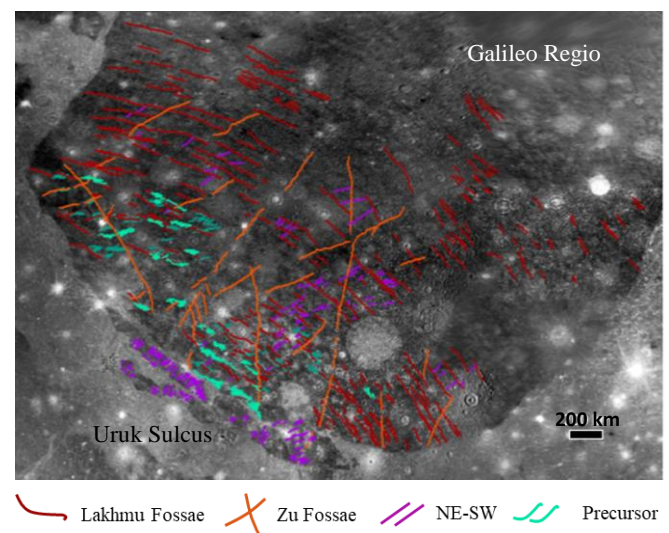 Galileo Regio
Uruk Sulcus
200 km
Lakhmu Fossae
Zu Fossae
NE-SW
Precursor